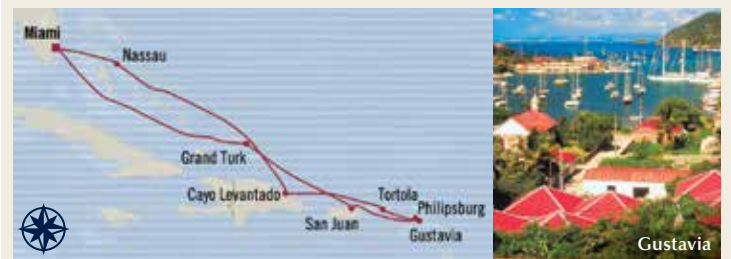 Miami
Nassau
Grand Turk
Cayo Levantado
Tortola
San Juan
Philipsburg
Gustavia
Gustavia